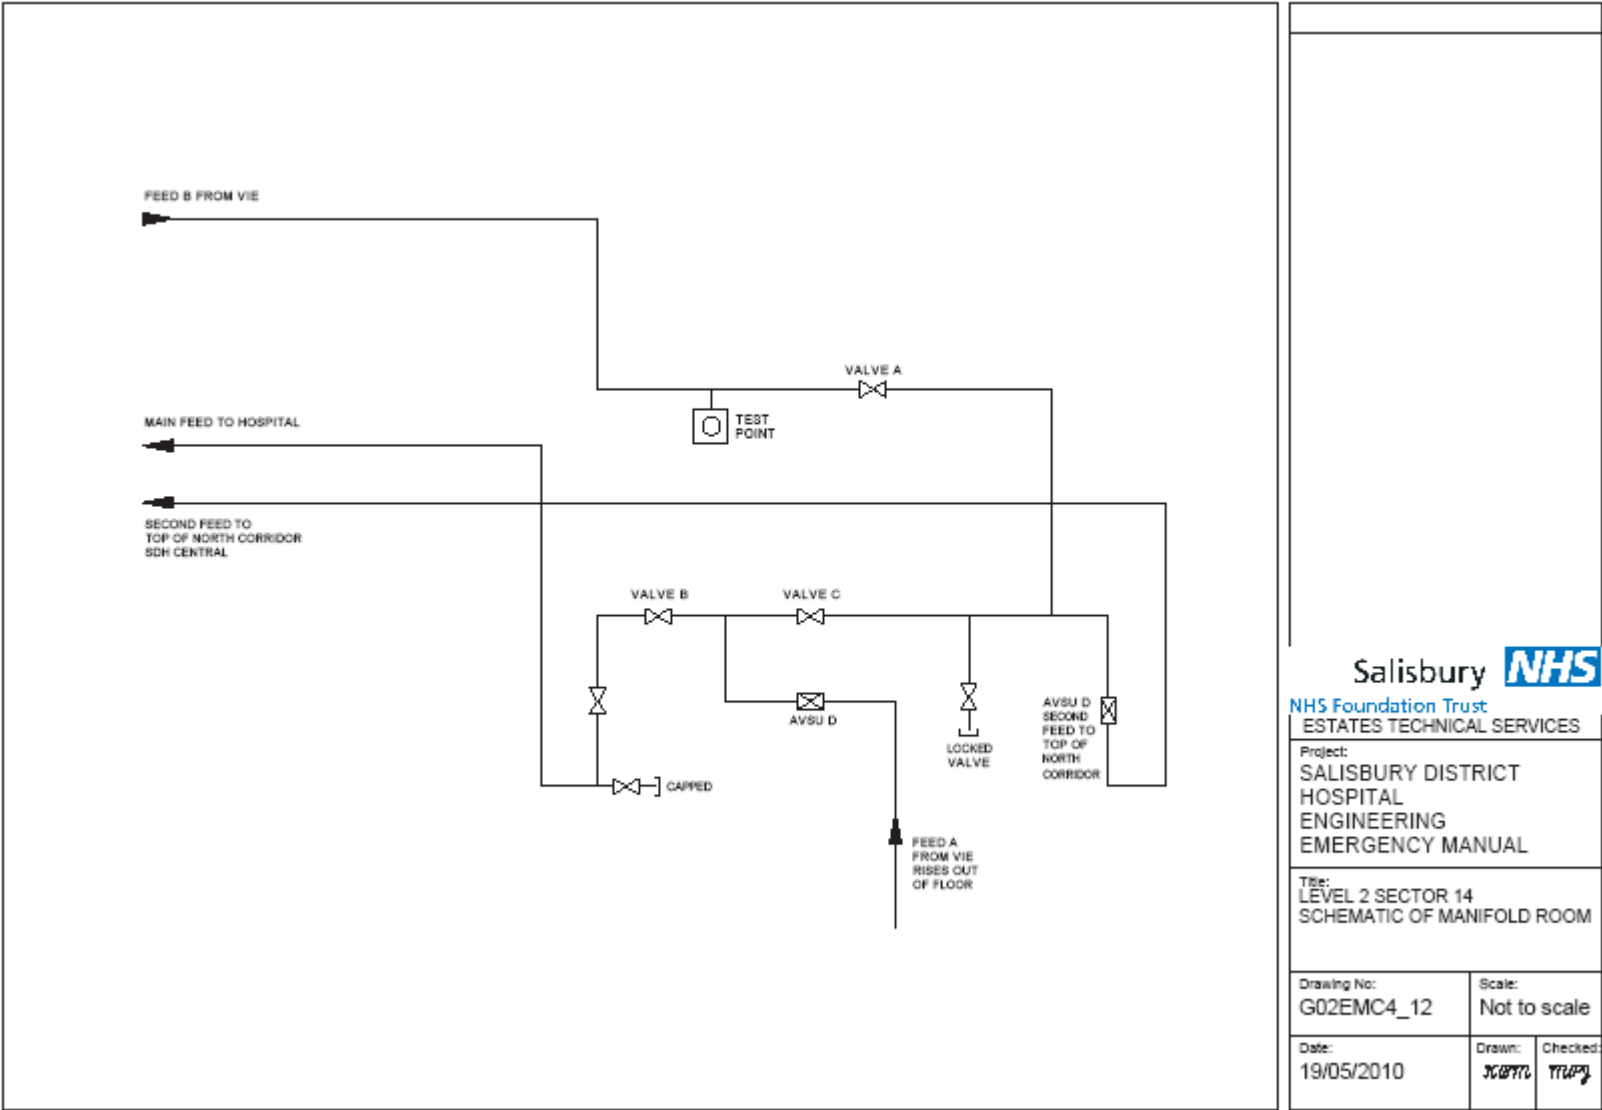 FEED B FROM VIE
VALVE A
TEST
POINT
MAIN FEED TO HOSPITAL
SECOND FEED TO
TOP OF NORTH CORRIDOR
SDH CENTRAL
VALVE B
VALVE C
AVSU D
LOCKED
VALVE
AVSU D
SECOND
FEED TO
TOP OF
NORTH
CORRIDOR
CAPPED
FEED A
FROM VIE
RISES OUT
OF FLOOR
Salisbury NHS
NHS Foundation Trust
ESTATES TECHNICAL SERVICES
Project:
SALISBURY DISTRICT
HOSPITAL
ENGINEERING
EMERGENCY MANUAL
Title:
LEVEL 2 SECTOR 14
SCHEMATIC OF MANIFOLD ROOM
Drawing No:
G02EMC4_12
Scale:
Not to scale
Date:
19/05/2010
Drawn:
Checked: